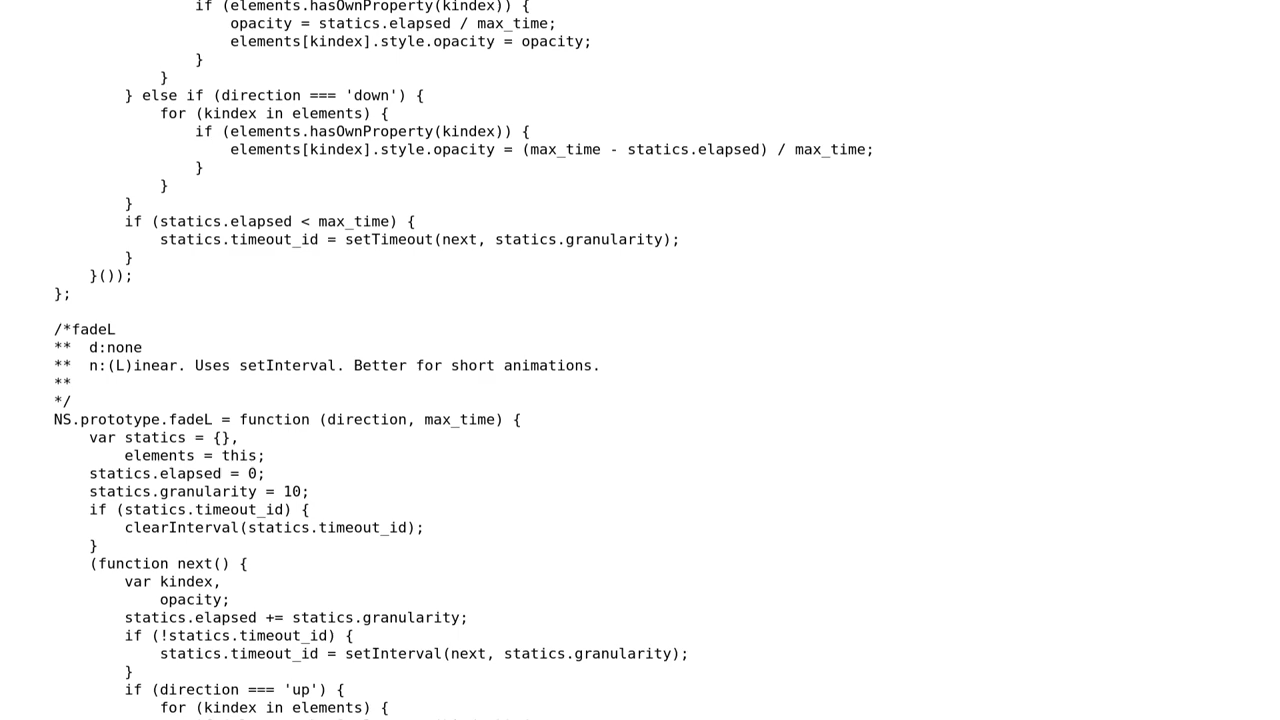 if (elements.hasOwnProperty(kindex)) {
opacity = statics.elapsed / max_time;
elements[kindex].style.opacity = opacity;
}
}
} else if (direction === 'down') {
for (kindex in elements) {
if (elements.hasOwnProperty(kindex)) {
elements[kindex].style.opacity = (max_time - statics.elapsed) / max_time;
}
}
}
if (statics.elapsed < max_time) {
statics.timeout_id = setTimeout(next, statics.granularity);
}
}());
};
/*fadeL
**  d:none
**  n:(L)inear. Uses setInterval. Better for short animations.
**
*/
NS.prototype.fadeL = function (direction, max_time) {
var statics = {},
elements = this;
statics.elapsed = 0;
statics.granularity = 10;
if (statics.timeout_id) {
clearInterval(statics.timeout_id);
}
(function next() {
var kindex,
opacity;
statics.elapsed += statics.granularity;
if (!statics.timeout_id) {
statics.timeout_id = setInterval(next, statics.granularity);
}
if (direction === 'up') {
for (kindex in elements) {